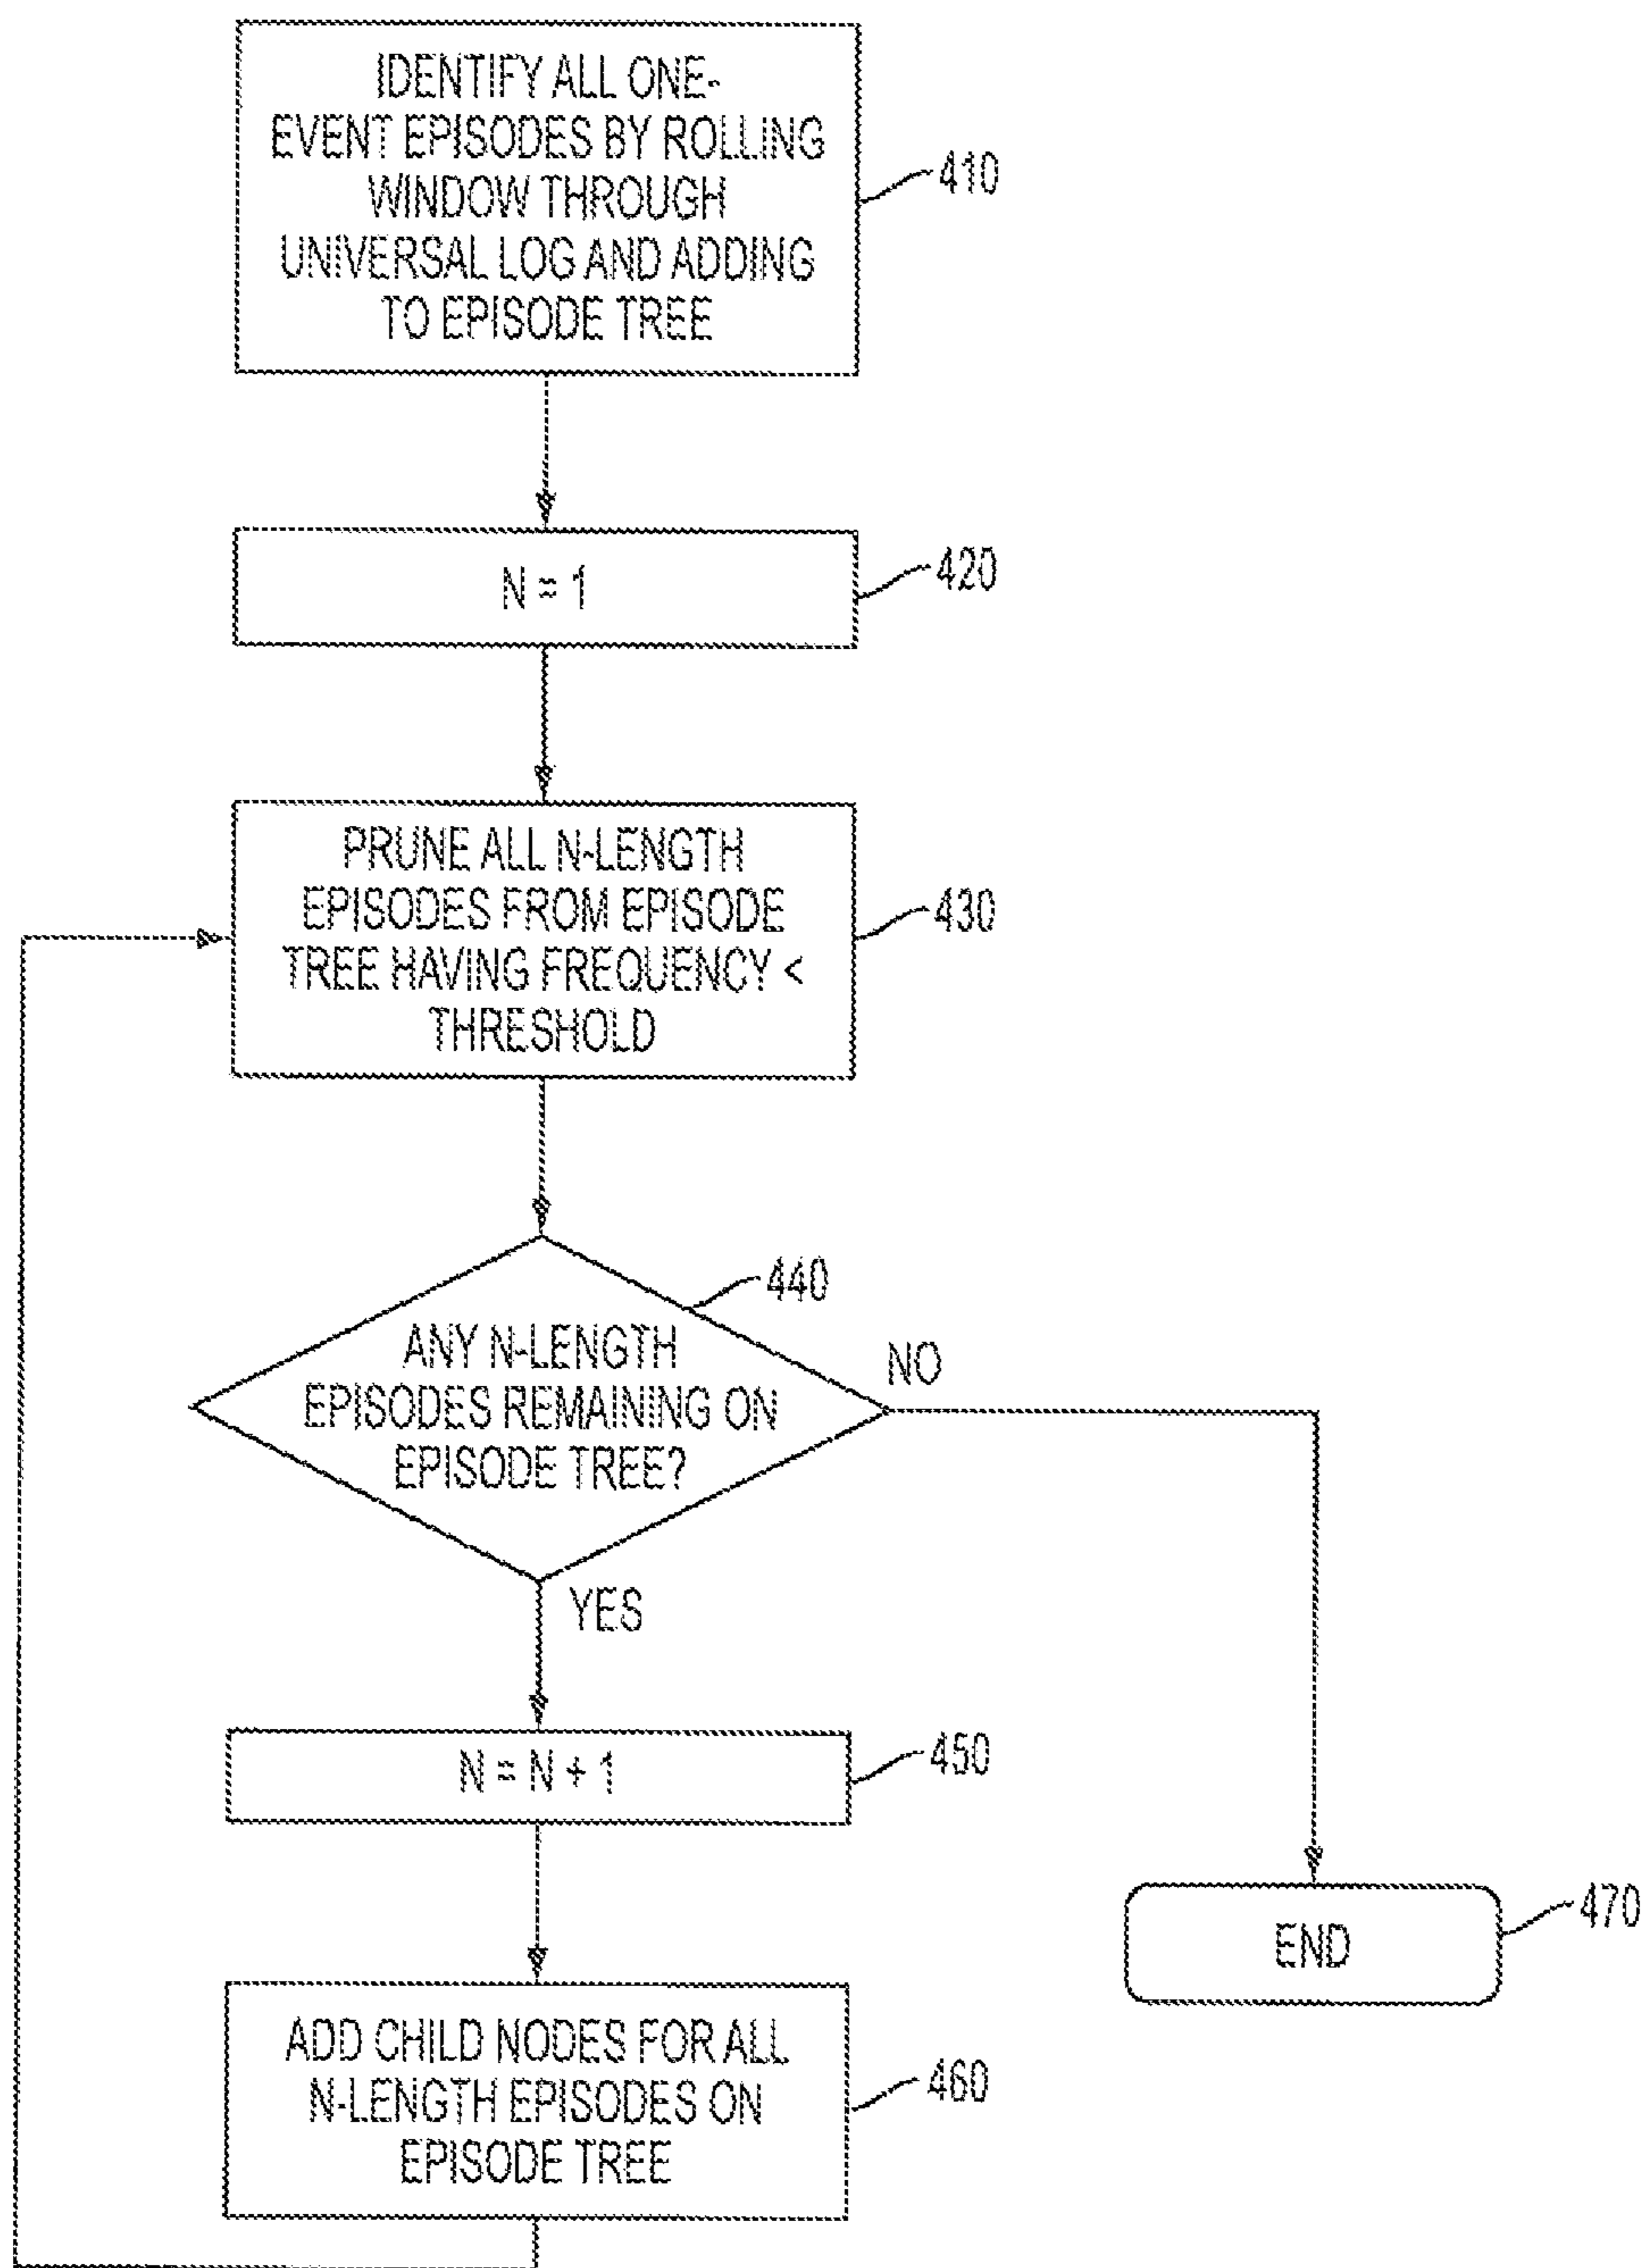 IDENTIFY ALL ONE-
EVENT EPISODES BY ROLLING
WINDOW THROUGH
UNIVERSAL LOG AND ADDING
TO EPISODE TREE
410
N = 1
420
PRUNE ALL N-LENGTH
EPISODES FROM EPISODE
TREE HAVING FREQUENCY <
THRESHOLD
430
440
ANY N-LENGTH
EPISODES REMAINING ON
EPISODE TREE?
NO
YES
N = N + 1
450
END
470
ADD CHILD NODES FOR ALL
N-LENGTH EPISODES ON
EPISODE TREE
460